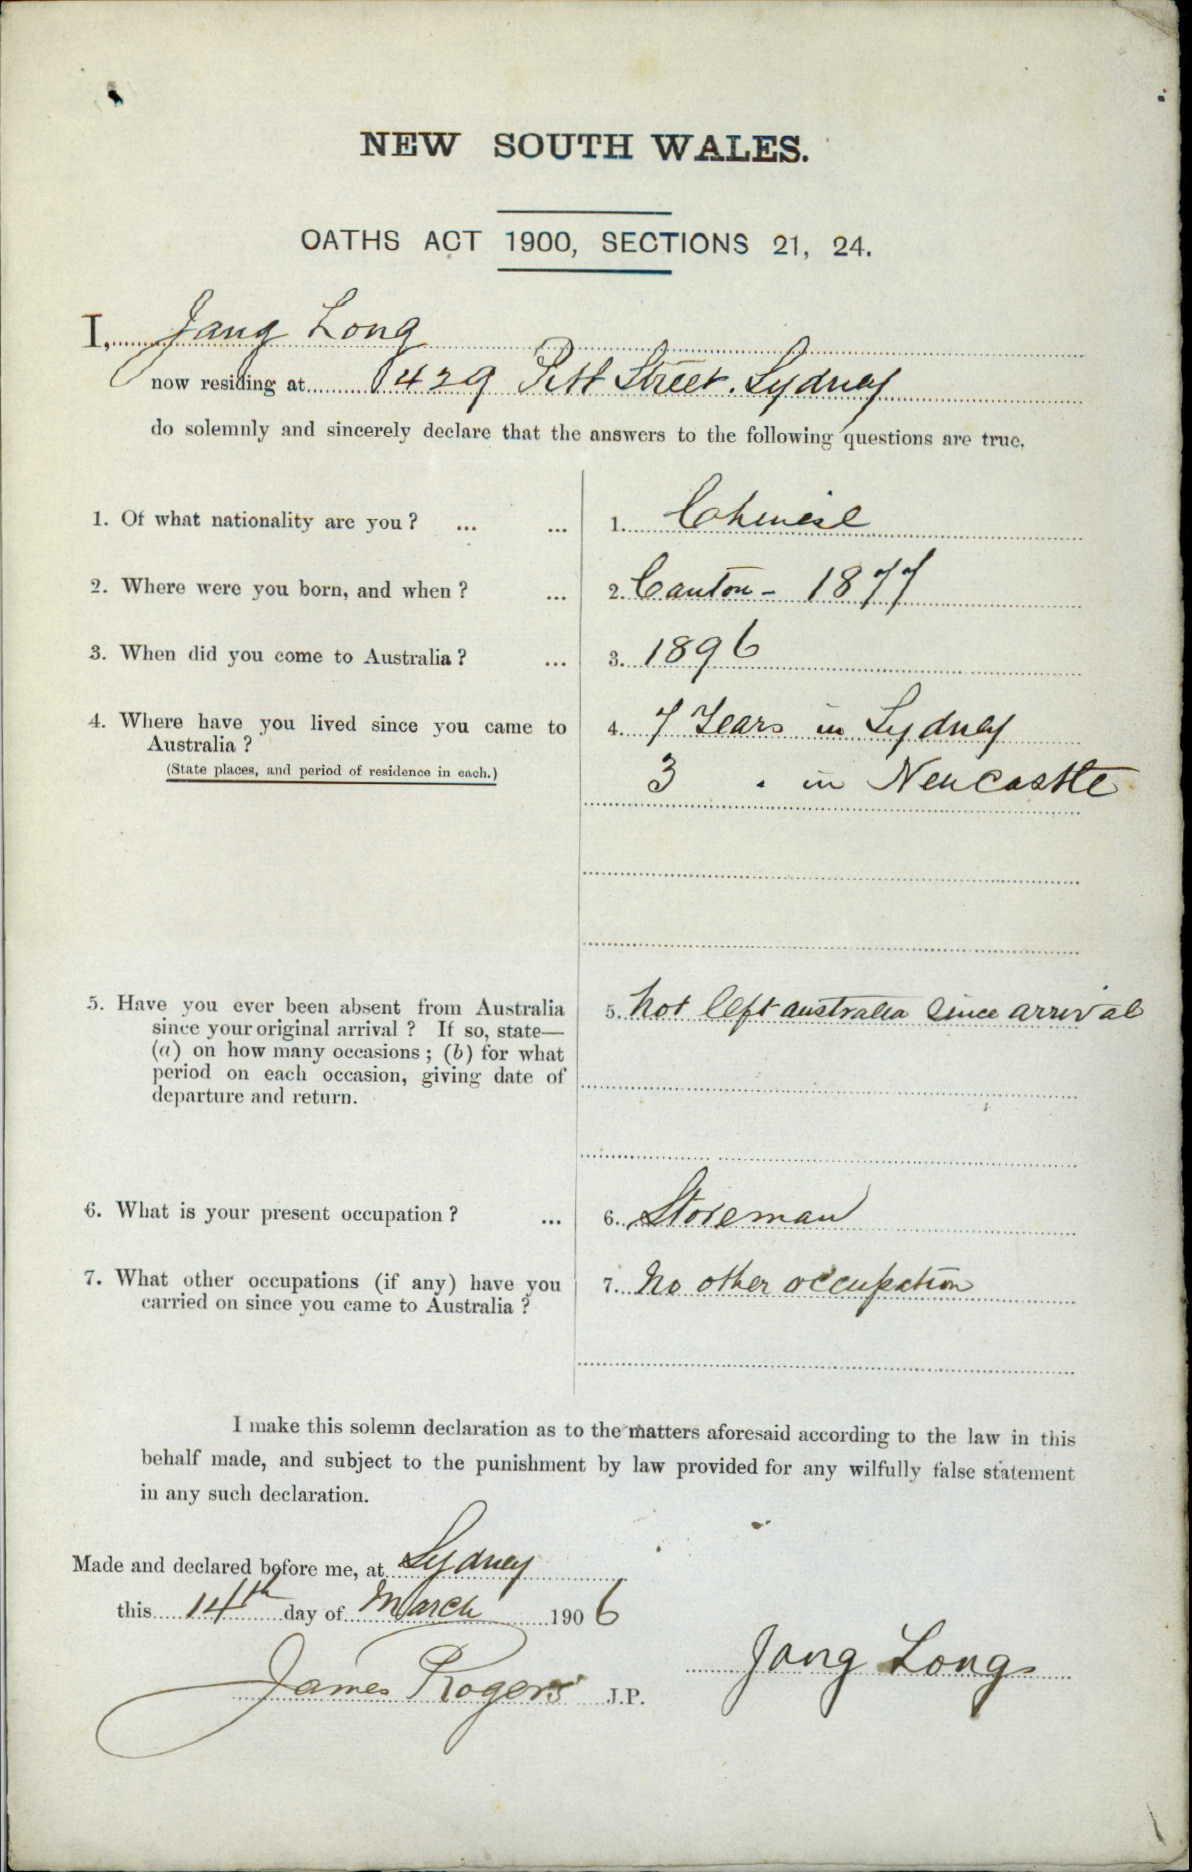 NEW SOUTH WALES.
OATHS ACT 1900, SECTIONS 21, 24.
I, Jang Long
now residing at 429 Pitt Street. Sydney
do solemnly and sincerely declare that the answers to the following questions are true.
1. Of what nationality are you? ... ... 1. Chinese
2. Where were you born, and when? ... 2. Canton - 1877
3. When did you come to Australia? ... 3. 1896
4. Where have you lived since you came to 4. 7 Years in Sydney
Australia?
(State places, and period of residence in each.) 3 " in Newcastle
5. Have you ever been absent from Australia 5. Not left australia since arrival
since your original arrival? If so, state—
(a) on how many occasions; (b) for what
period on each occasion, giving date of
departure and return.
6. What is your present occupation? ... 6. Storeman
7. What other occupations (if any) have you 7. No other occupation
carried on since you came to Australia?
I make this solemn declaration as to the matters aforesaid according to the law in this
behalf made, and subject to the punishment by law provided for any wilfully false statement
in any such declaration.
Made and declared before me, at Sydney
this 14th day of March 1906
Jang Long
James Rogers J.P.